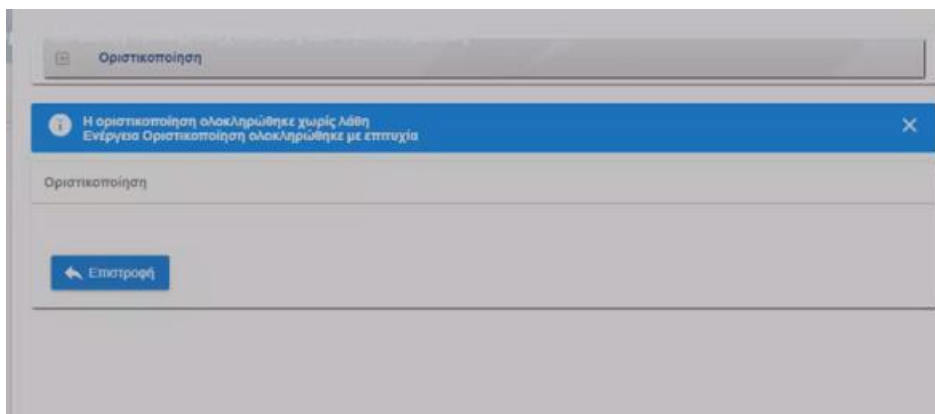 Οριστικοποίηση
Η οριστικοποίηση ολοκληρώθηκε χωρίς λάθη
Ενέργεια Οριστικοποίηση ολοκληρώθηκε με επιτυχία
Οριστικοποίηση
Επιστροφή